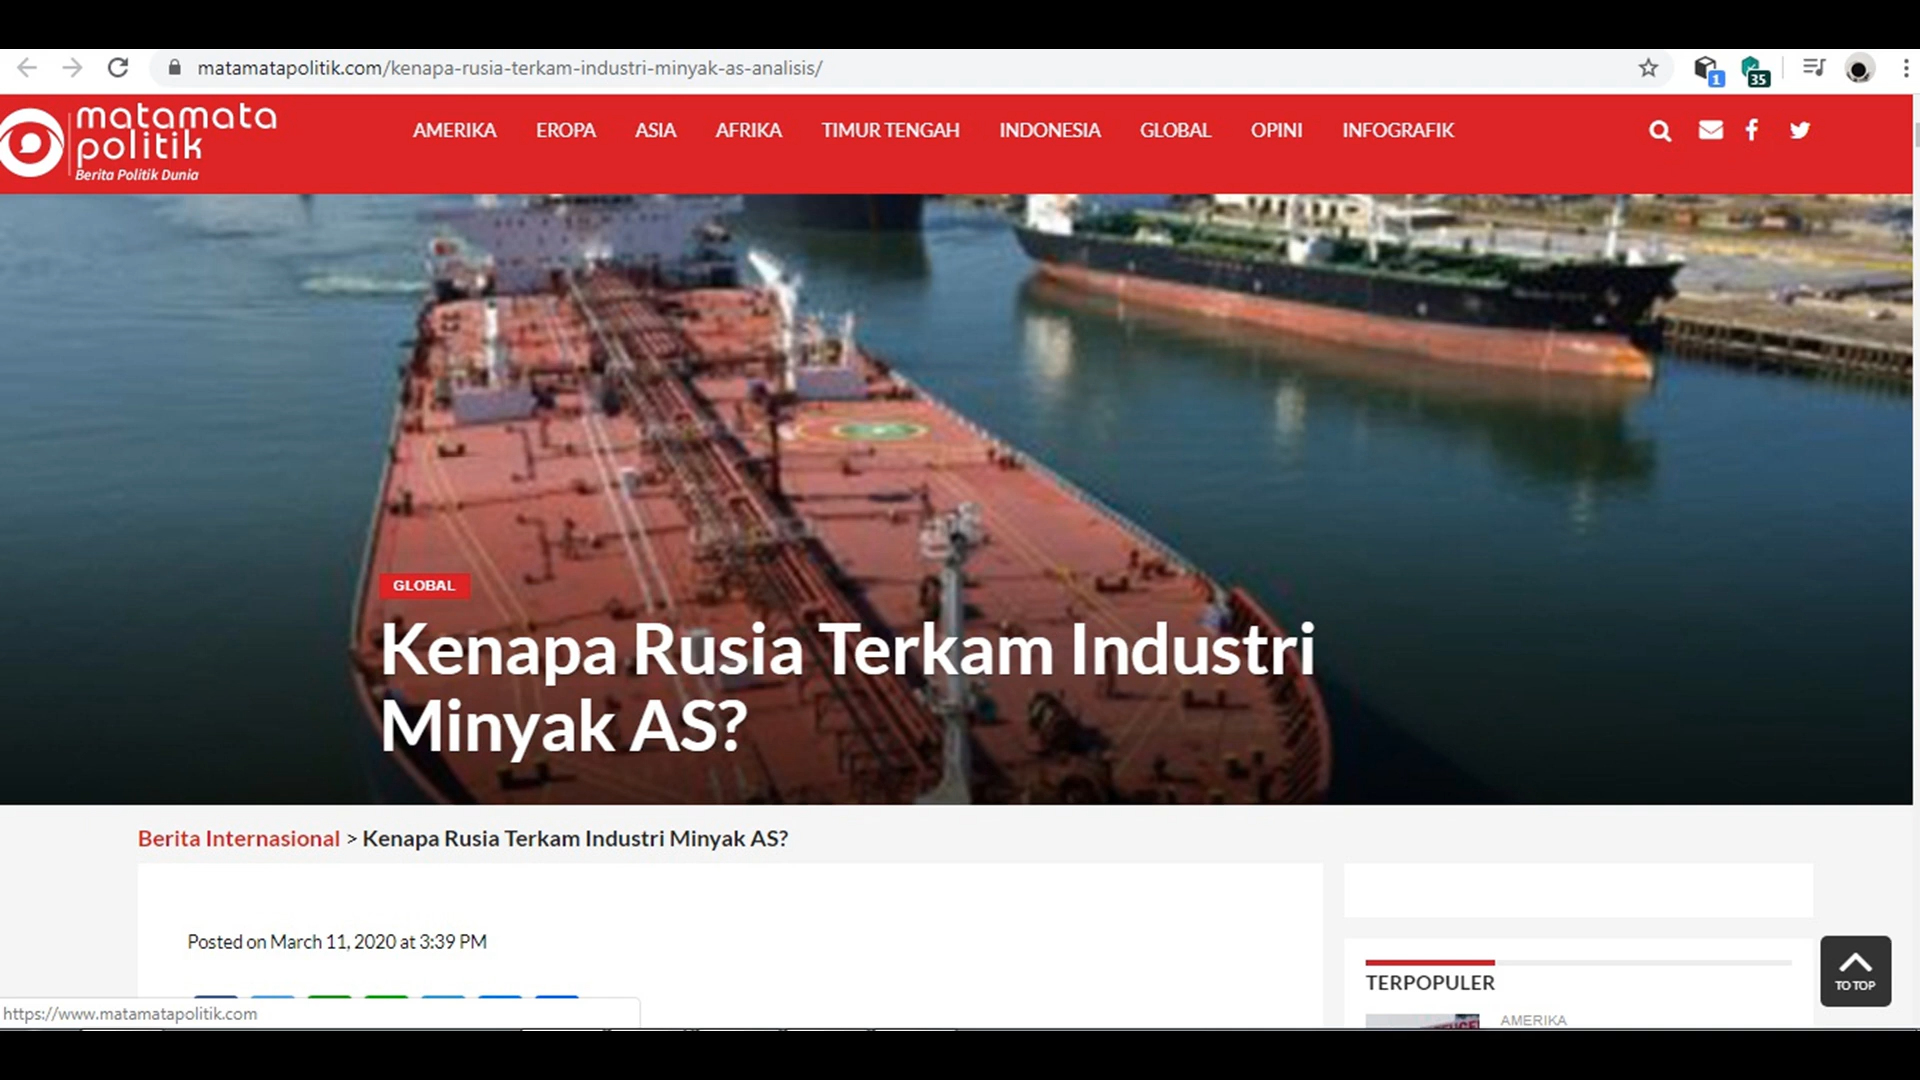 matamatapolitik.com/kenapa-rusia-terkam-industri-minyak-as-analisis/
1
35
matamata
politik
Berita Politik Dunia
AMERIKA
EROPA
ASIA
AFRIKA
TIMUR TENGAH
INDONESIA
GLOBAL
OPINI
INFOGRAFIK
GLOBAL
Kenapa Rusia Terkam Industri
Minyak AS?
Berita Internasional > Kenapa Rusia Terkam Industri Minyak AS?
Posted on March 11, 2020 at 3:39 PM
TERPOPULER
AMERIKA
TO TOP
https://www.matamatapolitik.com